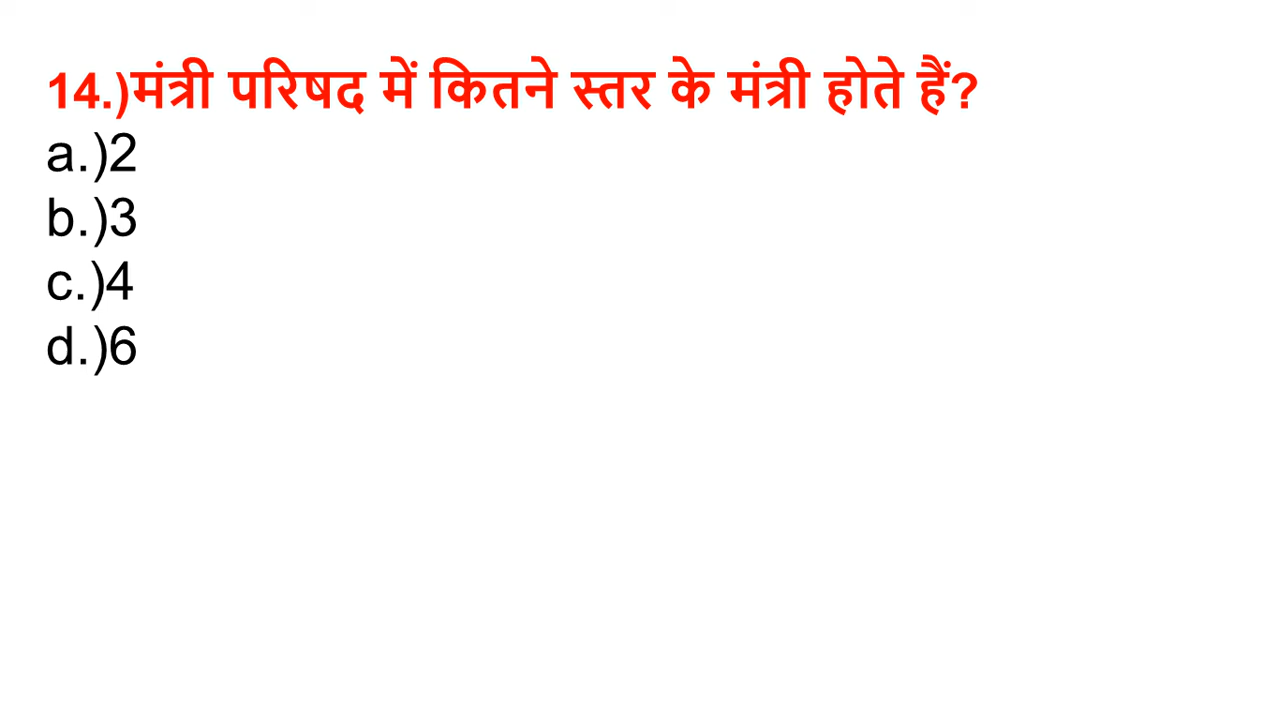 14.)मंत्री परिषद में कितने स्तर के मंत्री होते हैं?
a.)2
b.)3
c.)4
d.)6